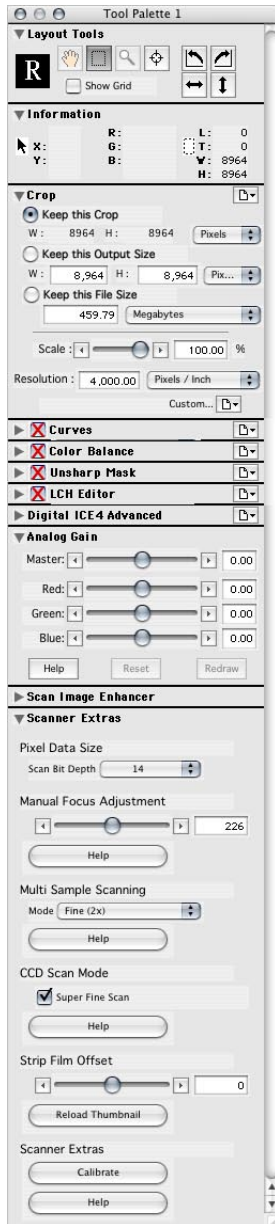 Tool Palette 1
Layout Tools
R
Show Grid
Information
R: L: 0
X: G: T: 0
Y: B: W: 8964
H: 8964
Crop
Keep this Crop
W: 8964 H: 8964 Pixels
Keep this Output Size
W: 8,964 H: 8,964 Pix...
Keep this File Size
459.79 Megabytes
Scale: 100.00 %
Resolution: 4,000.00 Pixels / Inch
Custom...
Curves
Color Balance
Unsharp Mask
LCH Editor
Digital ICE4 Advanced
Analog Gain
Master: 0.00
Red: 0.00
Green: 0.00
Blue: 0.00
Help Reset Redraw
Scan Image Enhancer
Scanner Extras
Pixel Data Size
Scan Bit Depth 14
Manual Focus Adjustment
226
Help
Multi Sample Scanning
Mode Fine (2x)
Help
CCD Scan Mode
Super Fine Scan
Help
Strip Film Offset
0
Reload Thumbnail
Scanner Extras
Calibrate
Help